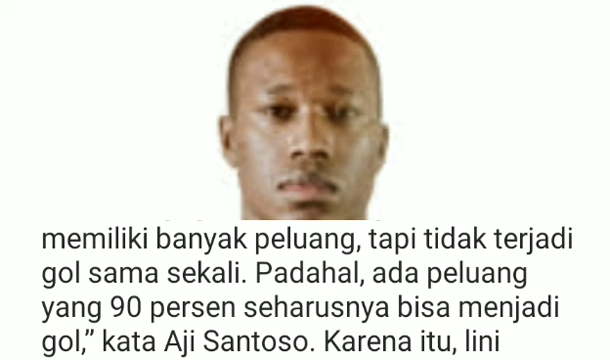 memiliki banyak peluang, tapi tidak terjadi
gol sama sekali. Padahal, ada peluang
yang 90 persen seharusnya bisa menjadi
gol,” kata Aji Santoso. Karena itu, lini